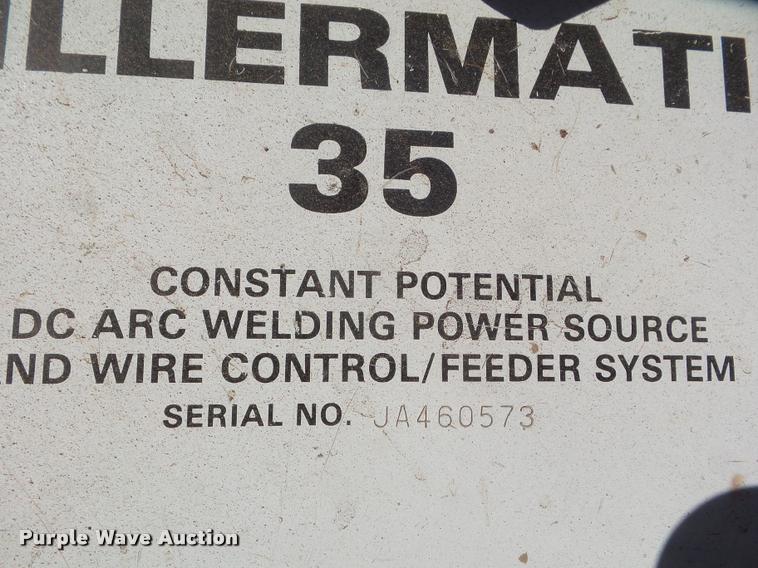 ILLERMATI
35
CONSTANT POTENTIAL
DC ARC WELDING POWER SOURCE
AND WIRE CONTROL/FEEDER SYSTEM
SERIAL NO. JA460573
Purple Wave Auction